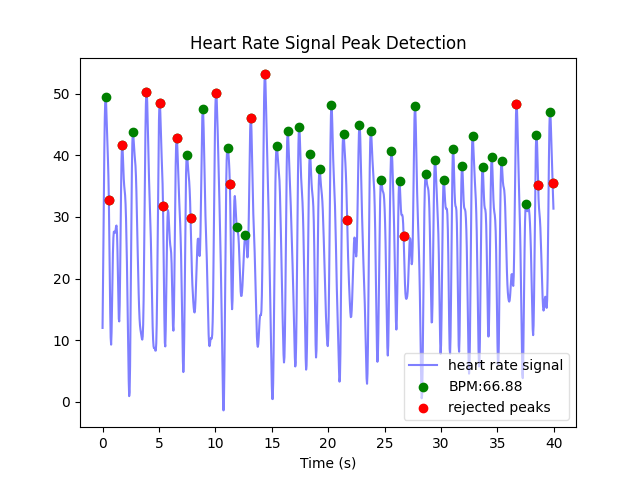 Heart Rate Signal Peak Detection
50
40
30
20
10
0
0 5 10 15 20 25 30 35 40
Time (s)
heart rate signal
BPM:66.88
rejected peaks